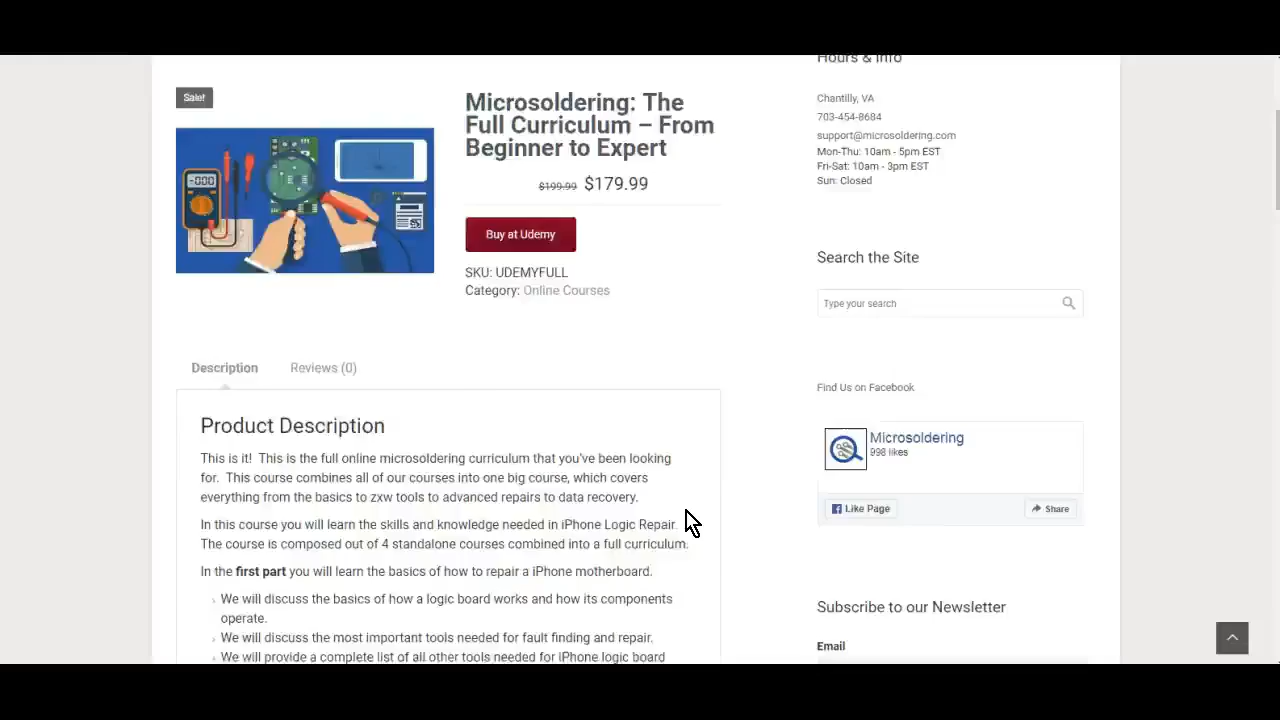 Hours & Info
Sale!
Microsoldering: The
Full Curriculum – From
Beginner to Expert
$199.99 $179.99
Buy at Udemy
SKU: UDEMYFULL
Category: Online Courses
Chantilly, VA
703-454-8684
support@microsoldering.com
Mon-Thu: 10am - 5pm EST
Fri-Sat: 10am - 3pm EST
Sun: Closed
Search the Site
Type your search
Description Reviews (0)
Product Description
This is it! This is the full online microsoldering curriculum that you've been looking
for. This course combines all of our courses into one big course, which covers
everything from the basics to zxw tools to advanced repairs to data recovery.
In this course you will learn the skills and knowledge needed in iPhone Logic Repair.
The course is composed out of 4 standalone courses combined into a full curriculum.
In the first part you will learn the basics of how to repair a iPhone motherboard.
We will discuss the basics of how a logic board works and how its components
operate.
We will discuss the most important tools needed for fault finding and repair.
We will provide a complete list of all other tools needed for iPhone logic board
Find Us on Facebook
Microsoldering
998 likes
Like Page Share
Subscribe to our Newsletter
Email